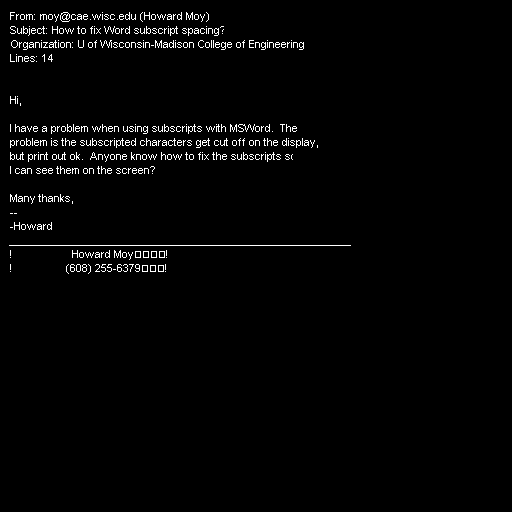 From: moy@cae.wisc.edu (Howard Moy)
Subject: How to fix Word subscript spacing?
Organization: U of Wisconsin-Madison College of Engineering
Lines: 14
Hi,
I have a problem when using subscripts with MSWord.  The
problem is the subscripted characters get cut off on the display,
but print out ok.  Anyone know how to fix the subscripts
I can see them on the screen?
Many thanks,
--
-Howard
________________________________________________________
!                    Howard Moy□□□□!
!                  (608) 255-6379□□□!